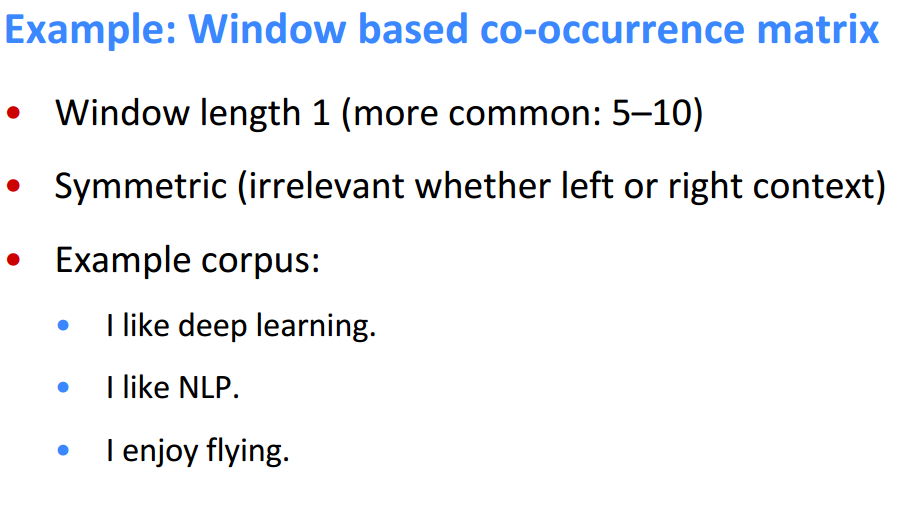 Example: Window based co-occurrence matrix
• Window length 1 (more common: 5–10)
• Symmetric (irrelevant whether left or right context)
• Example corpus:
• I like deep learning.
• I like NLP.
• I enjoy flying.